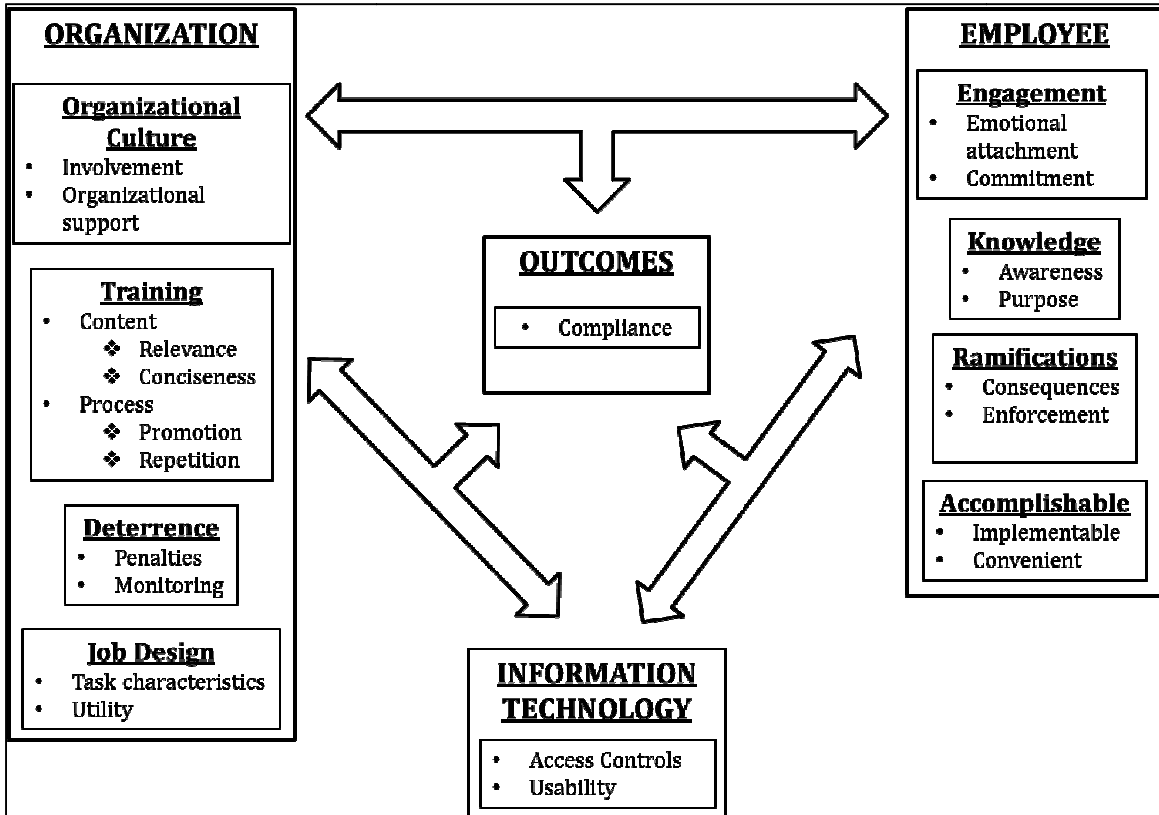 ORGANIZATION
Organizational
Culture
• Involvement
• Organizational
support
Training
• Content
❖ Relevance
❖ Conciseness
• Process
❖ Promotion
❖ Repetition
Deterrence
• Penalties
• Monitoring
Job Design
• Task characteristics
• Utility
OUTCOMES
• Compliance
INFORMATION
TECHNOLOGY
• Access Controls
• Usability
EMPLOYEE
Engagement
• Emotional
attachment
• Commitment
Knowledge
• Awareness
• Purpose
Ramifications
• Consequences
• Enforcement
Accomplishable
• Implementable
• Convenient